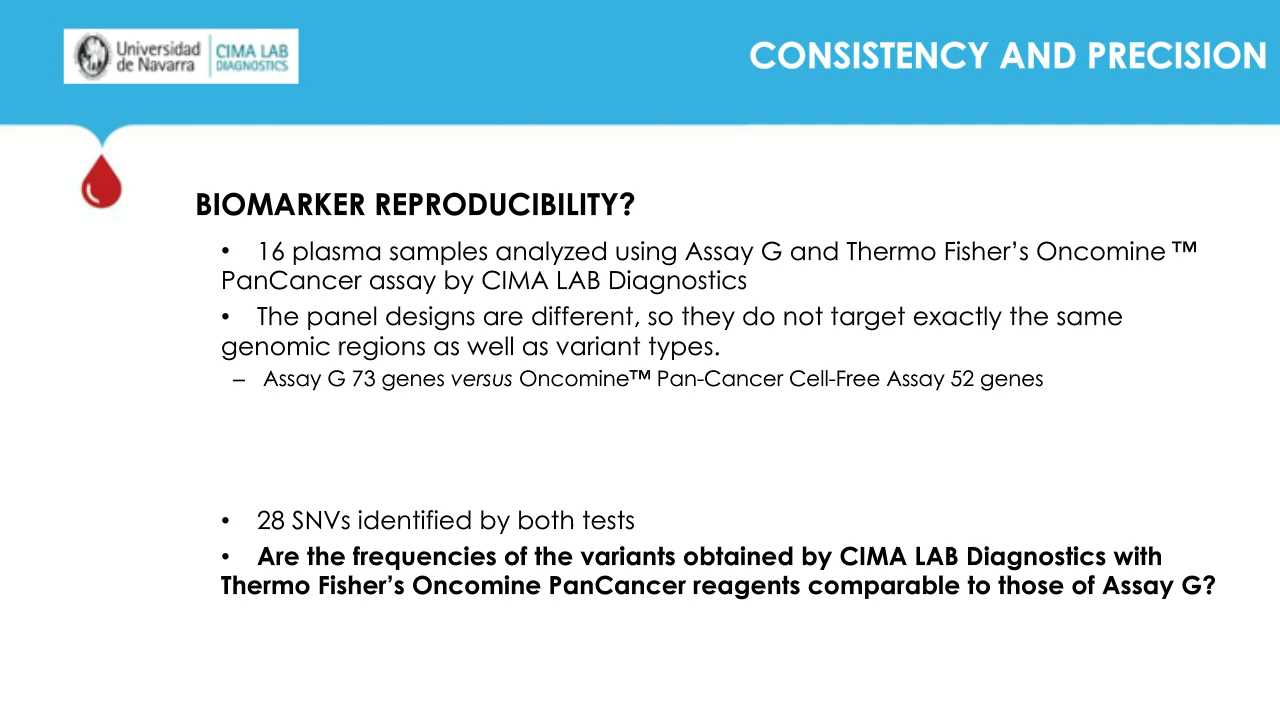 Universidad
de Navarra
CIMA LAB
DIAGNOSTICS
CONSISTENCY AND PRECISION
BIOMARKER REPRODUCIBILITY?
• 16 plasma samples analyzed using Assay G and Thermo Fisher’s Oncomine ™
PanCancer assay by CIMA LAB Diagnostics
• The panel designs are different, so they do not target exactly the same
genomic regions as well as variant types.
– Assay G 73 genes versus Oncomine™ Pan-Cancer Cell-Free Assay 52 genes
• 28 SNVs identified by both tests
• Are the frequencies of the variants obtained by CIMA LAB Diagnostics with
Thermo Fisher’s Oncomine PanCancer reagents comparable to those of Assay G?